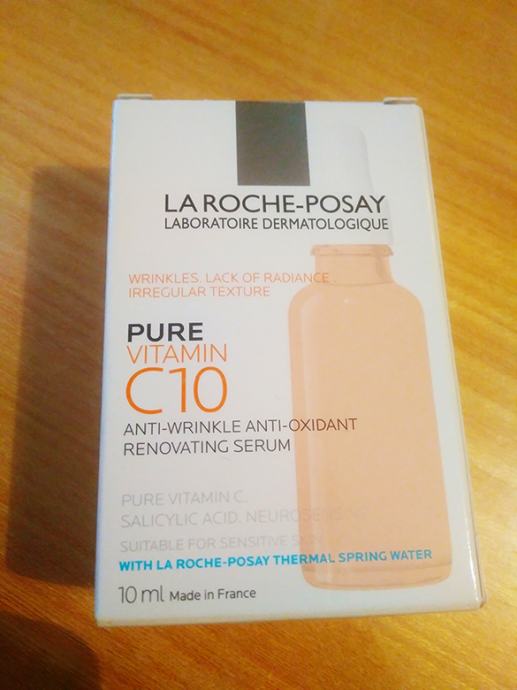 LA ROCHE-POSAY
LABORATOIRE DERMATOLOGIQUE
WRINKLES. LACK OF RADIANCE
IRREGULAR TEXTURE
PURE
VITAMIN
C10
ANTI-WRINKLE ANTI-OXIDANT
RENOVATING SERUM
PURE VITAMIN C.
SALICYLIC ACID. NEUROSENSINE
SUITABLE FOR SENSITIVE SKIN
WITH LA ROCHE-POSAY THERMAL SPRING WATER
10 ml Made in France